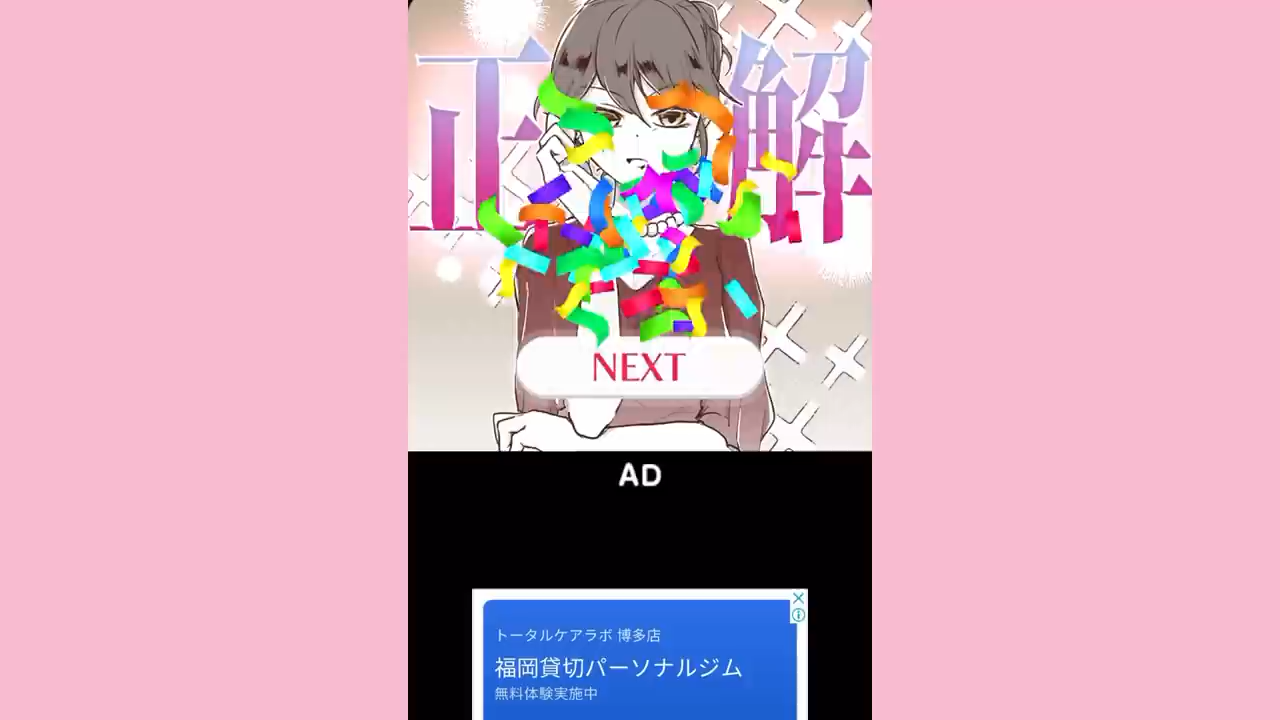 正解
NEXT
AD
トータルケアラボ 博多店
福岡貸切パーソナルジム
無料体験実施中